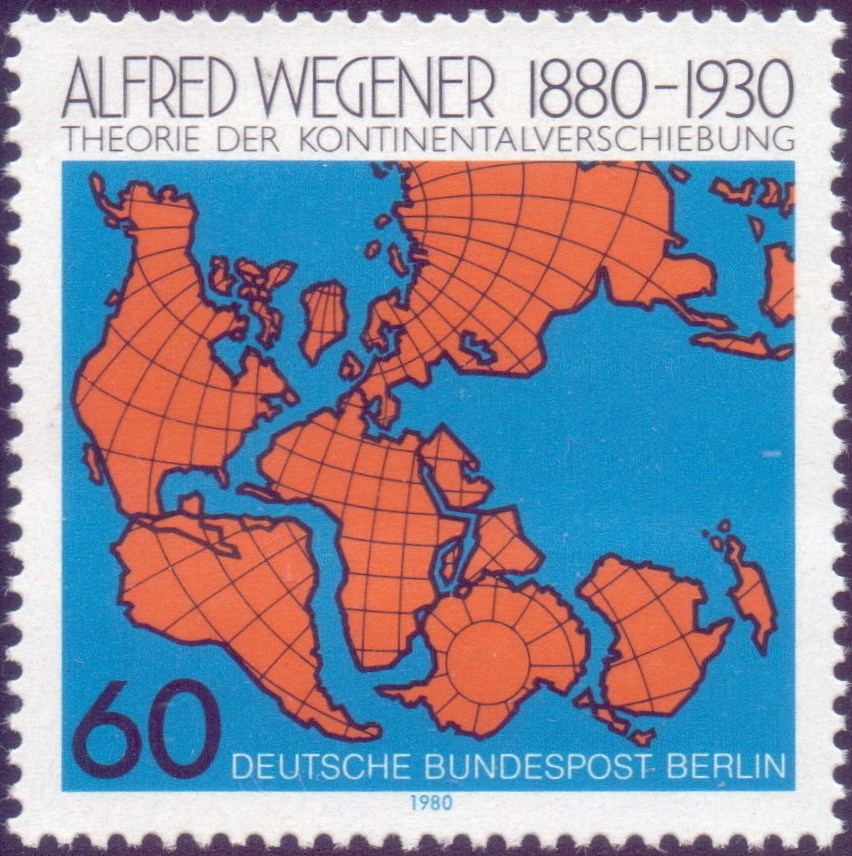 ALFRED WEGENER 1880-1930
THEORIE DER KONTINENTALVERSCHIEBUNG
60
DEUTSCHE BUNDESPOST BERLIN
1980